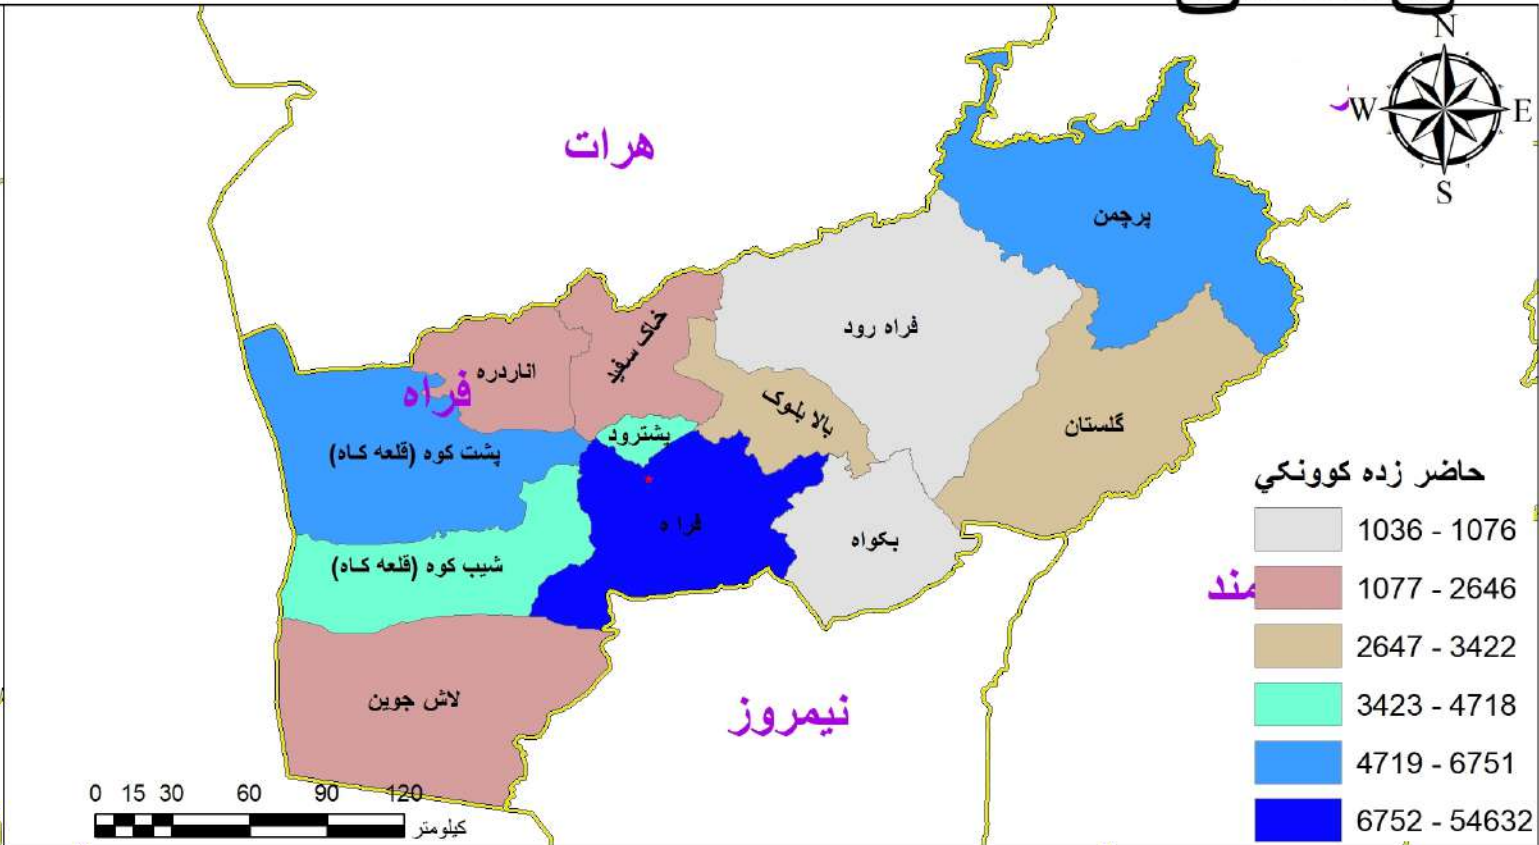 N
W
E
S
هرات
پرچمن
فراه رود
خاک سفید
اناردره
فراه
بالا بلوک
گلستان
پشترود
پشت کوه (قلعه کاه)
فراه
بکواه
شیب کوه (قلعه کاه)
لاش جوین
نیمروز
مند
حاضر زده کوونکي
1036 - 1076
1077 - 2646
2647 - 3422
3423 - 4718
4719 - 6751
6752 - 54632
0 15 30 60 90 120
کیلومتر